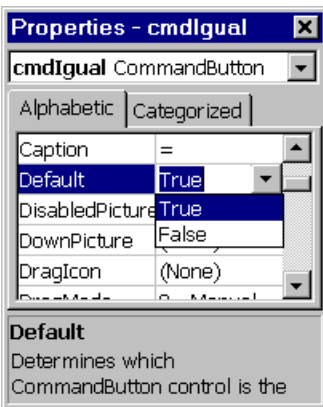 Properties - cmdIgual
cmdIgual CommandButton
Alphabetic Categorized
Caption =
Default True
DisabledPicture True
DownPicture False
DragIcon (None)
Default
Determines which
CommandButton control is the